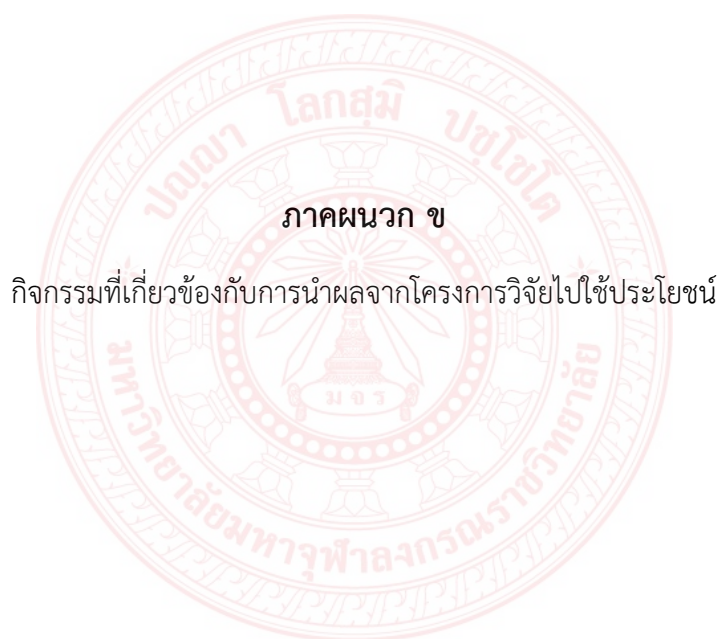 ปญฺญา โลกสฺมิ ปชฺโชโต
ภาคผนวก ข
กิจกรรมที่เกี่ยวข้องกับการนำผลจากโครงการวิจัยไปใช้ประโยชน์
ม จ ร
มหาวิทยาลัยมหาจุฬาลงกรณราชวิทยาลัย